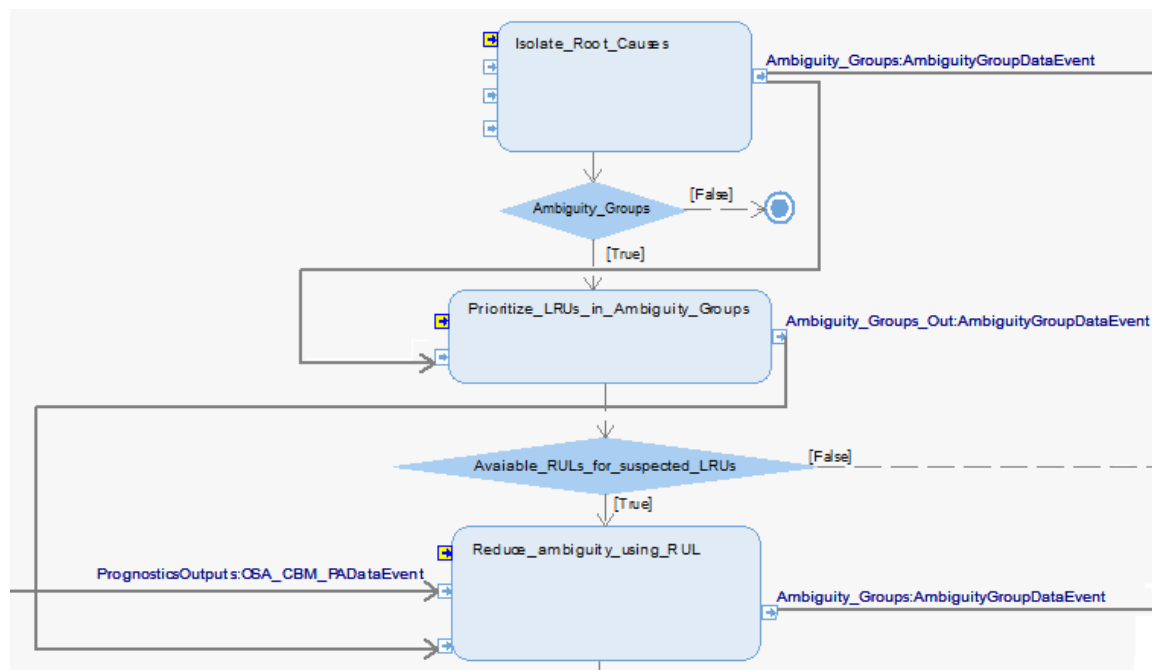 Isolate_Root_Causes
Ambiguity_Groups:AmbiguityGroupDataEvent
Ambiguity_Groups
[False]
[True]
Prioritize_LRUs_in_Ambiguity_Groups
Ambiguity_Groups_Out:AmbiguityGroupDataEvent
Avaiable_RULs_for_suspected_LRUs
[False]
[True]
Reduce_ambiguity_using_RUL
PrognosticsOutputs:OSA_CBM_PADataEvent
Ambiguity_Groups:AmbiguityGroupDataEvent